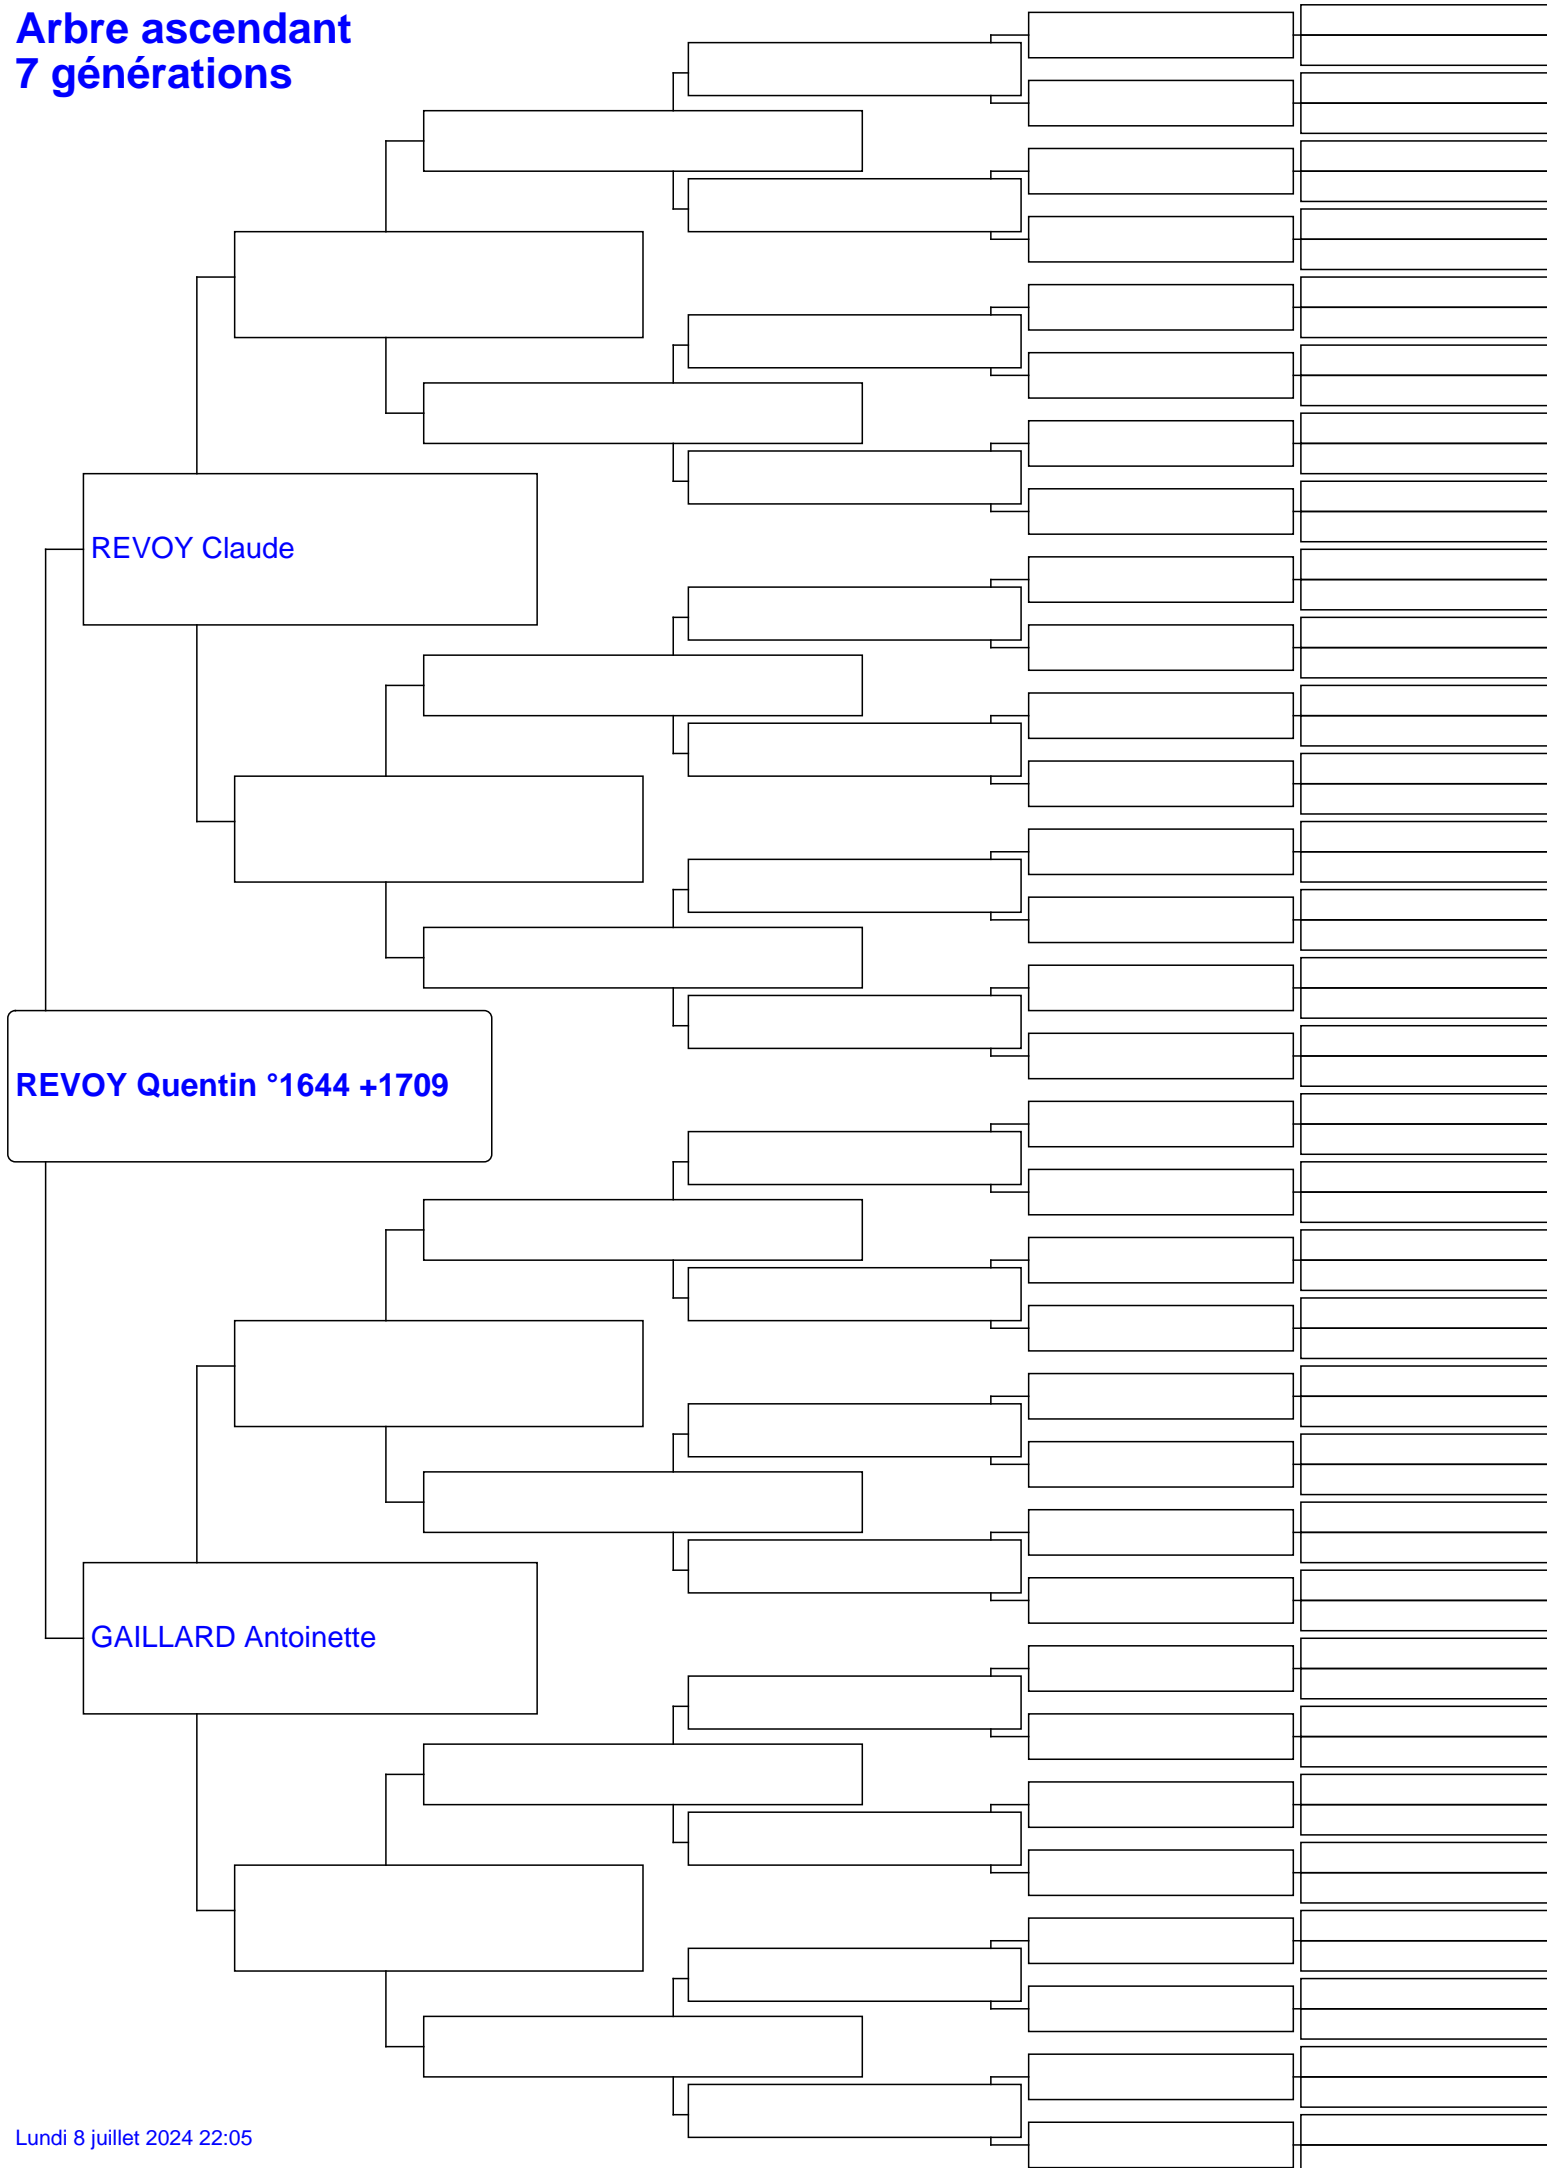 Arbre ascendant
7 générations
REVOY Claude
REVOY Quentin °1644 +1709
GAILLARD Antoinette
Lundi 8 juillet 2024 22:05